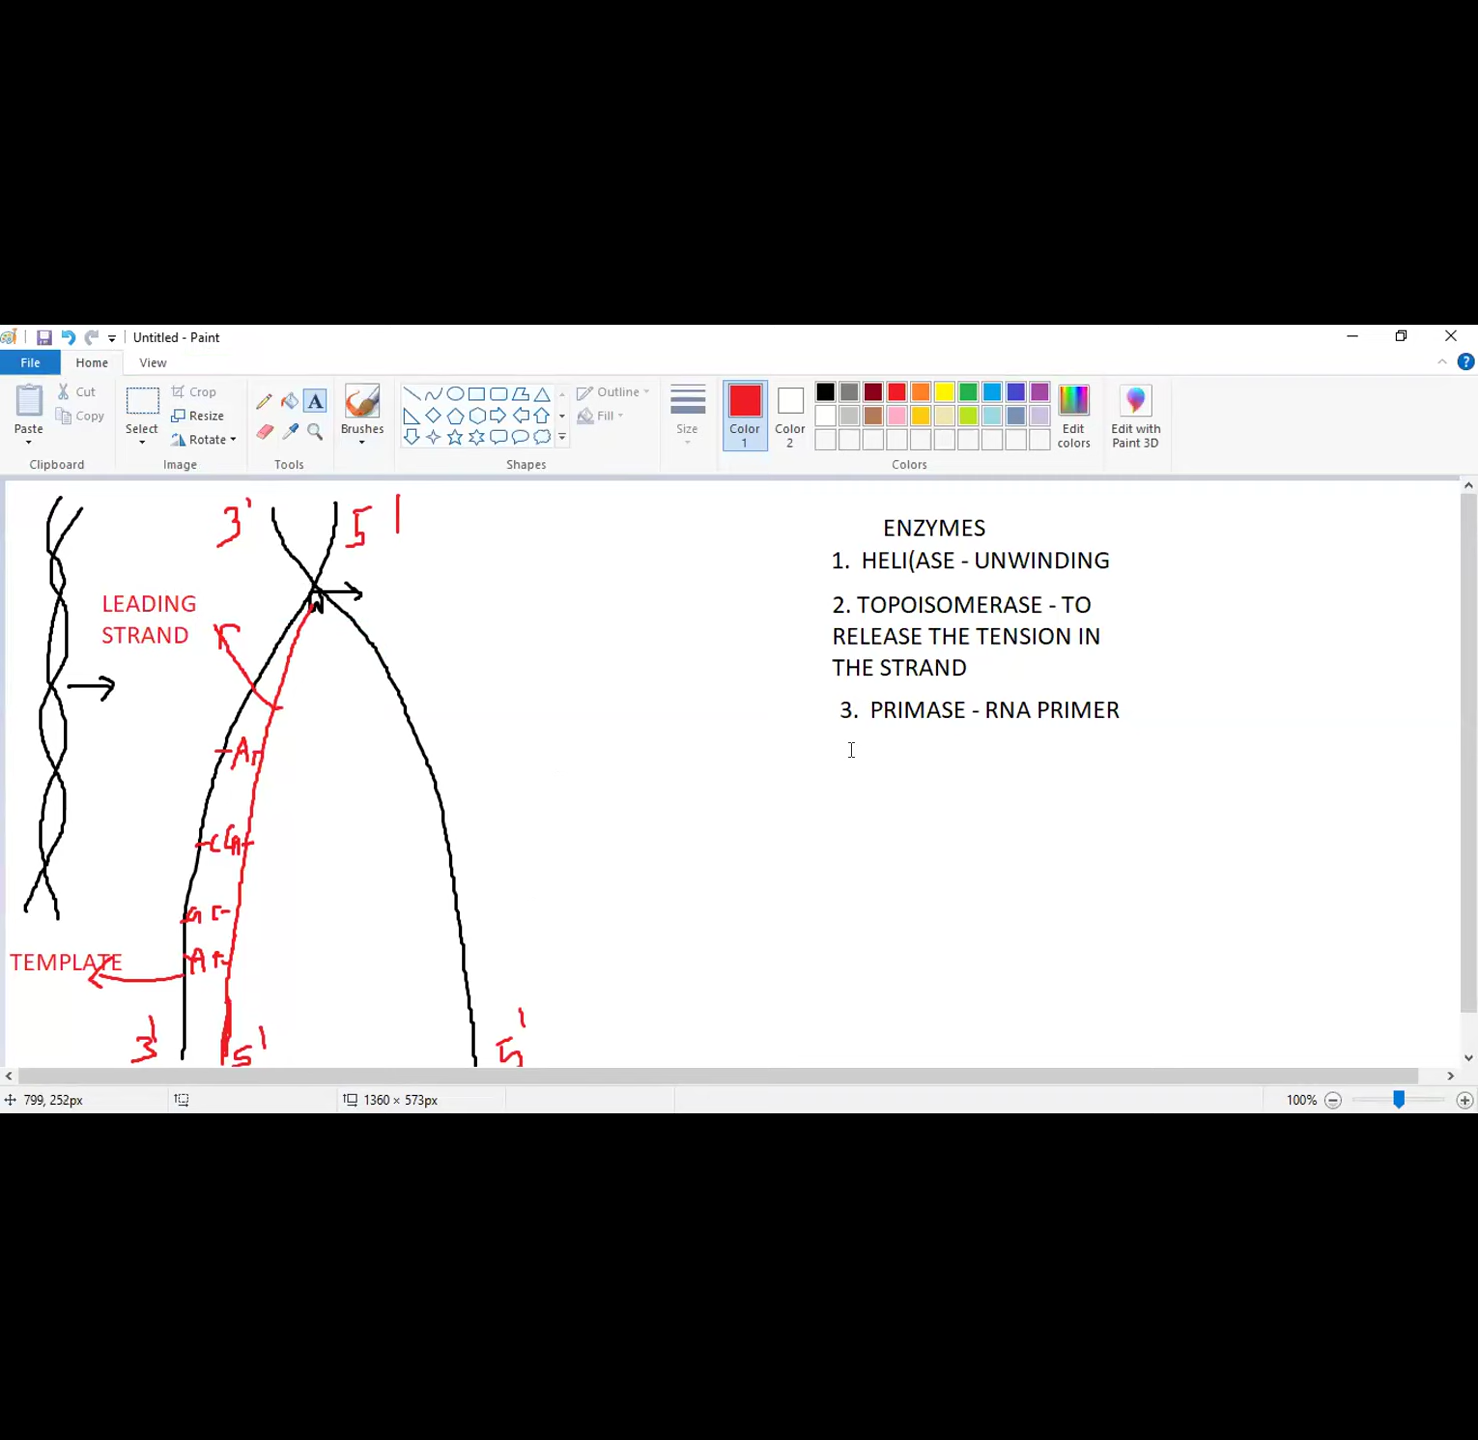 Untitled - Paint
File Home View
Cut
Copy
Paste
Clipboard
Crop
Resize
Rotate
Select
Image
A
Tools
Brushes
Outline
Fill
Shapes
Size
Color 1
Color 2
Edit colors
Edit with Paint 3D
Colors
3' 5'
ENZYMES
1. HELI(ASE - UNWINDING
LEADING
STRAND
2. TOPOISOMERASE - TO
RELEASE THE TENSION IN
THE STRAND
3. PRIMASE - RNA PRIMER
A
C G
G
A
TEMPLATE
3' 5' 5'
799, 252px
1360 × 573px
100%